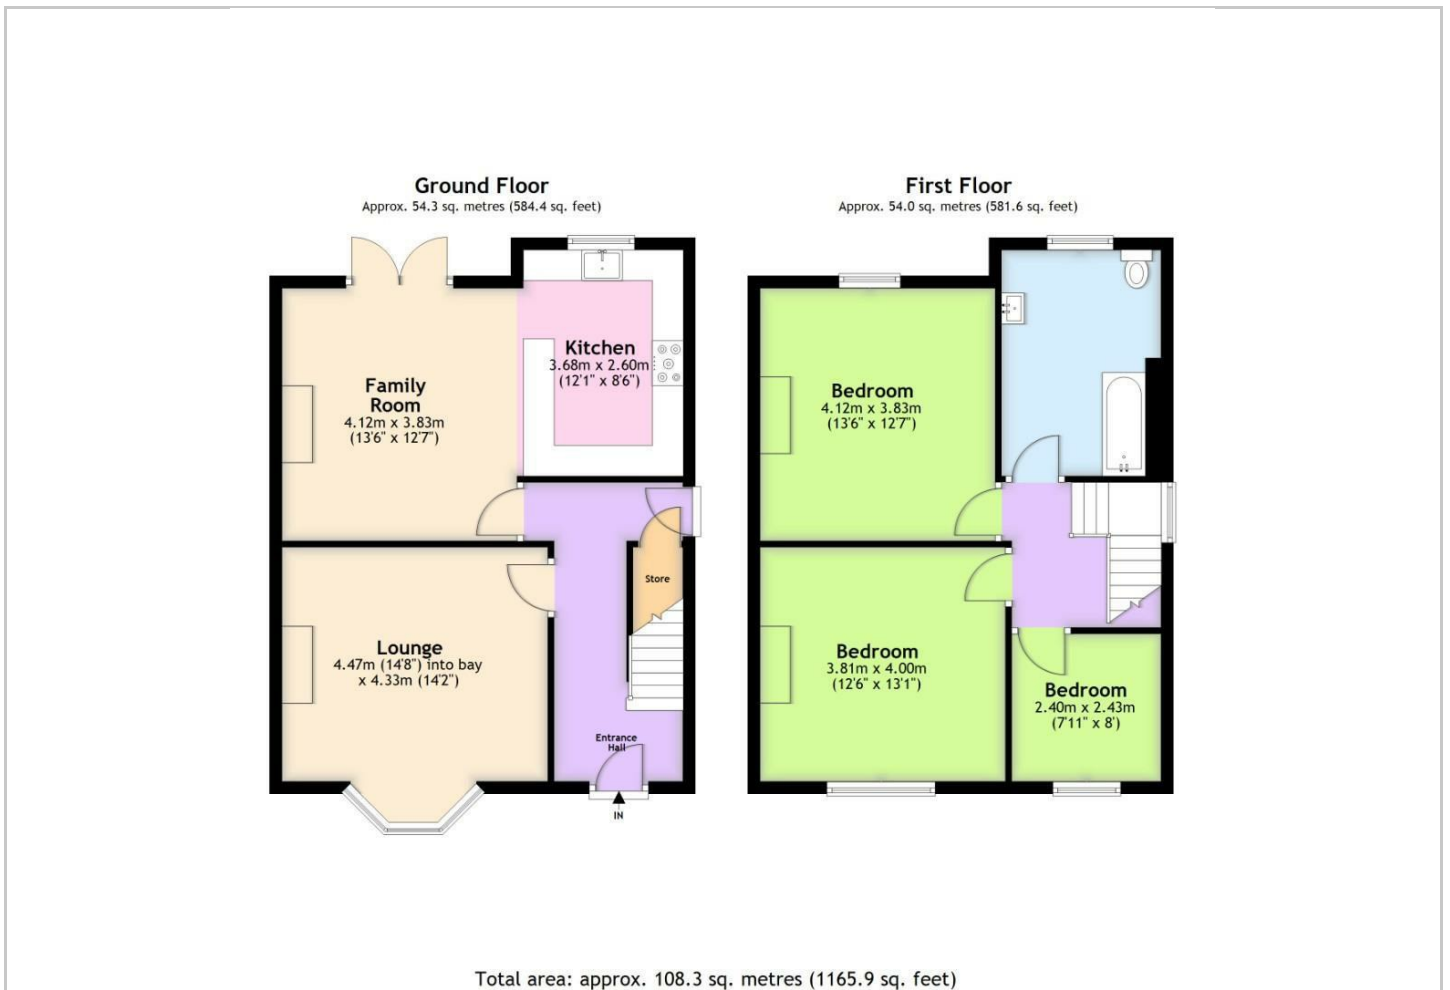 Ground Floor
Approx. 54.3 sq. metres (584.4 sq. feet)
Kitchen
3.68m x 2.60m
(12'1" x 8'6")
Family
Room
4.12m x 3.83m
(13'6" x 12'7")
Store
Lounge
4.47m (14'8") into bay
x 4.33m (14'2")
Entrance
Hall
IN
First Floor
Approx. 54.0 sq. metres (581.6 sq. feet)
Bedroom
4.12m x 3.83m
(13'6" x 12'7")
Bedroom
3.81m x 4.00m
(12'6" x 13'1")
Bedroom
2.40m x 2.43m
(7'11" x 8')
Total area: approx. 108.3 sq. metres (1165.9 sq. feet)